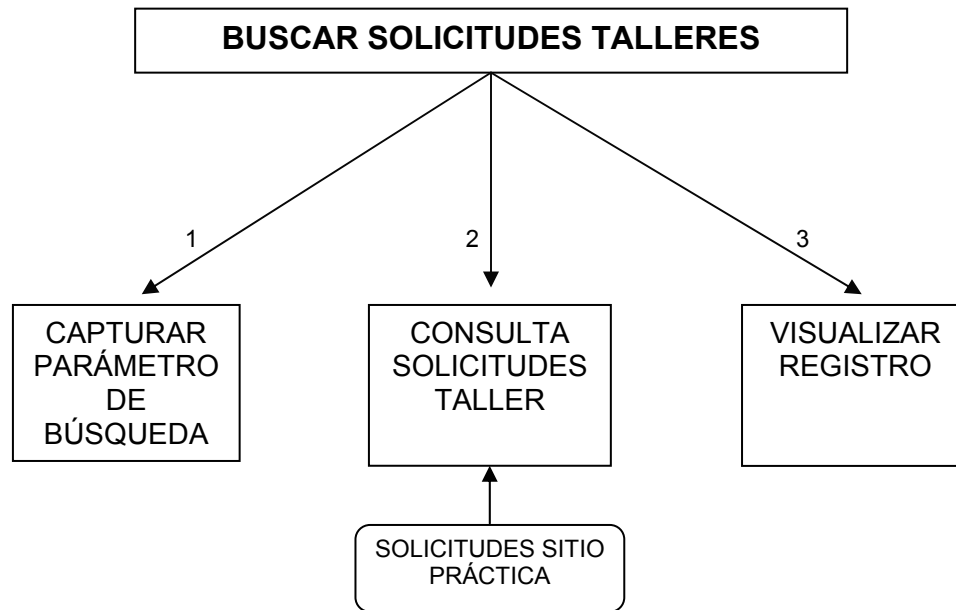 BUSCAR SOLICITUDES TALLERES
1
2
3
CAPTURAR
PARÁMETRO
DE
BÚSQUEDA
CONSULTA
SOLICITUDES
TALLER
VISUALIZAR
REGISTRO
SOLICITUDES SITIO
PRÁCTICA